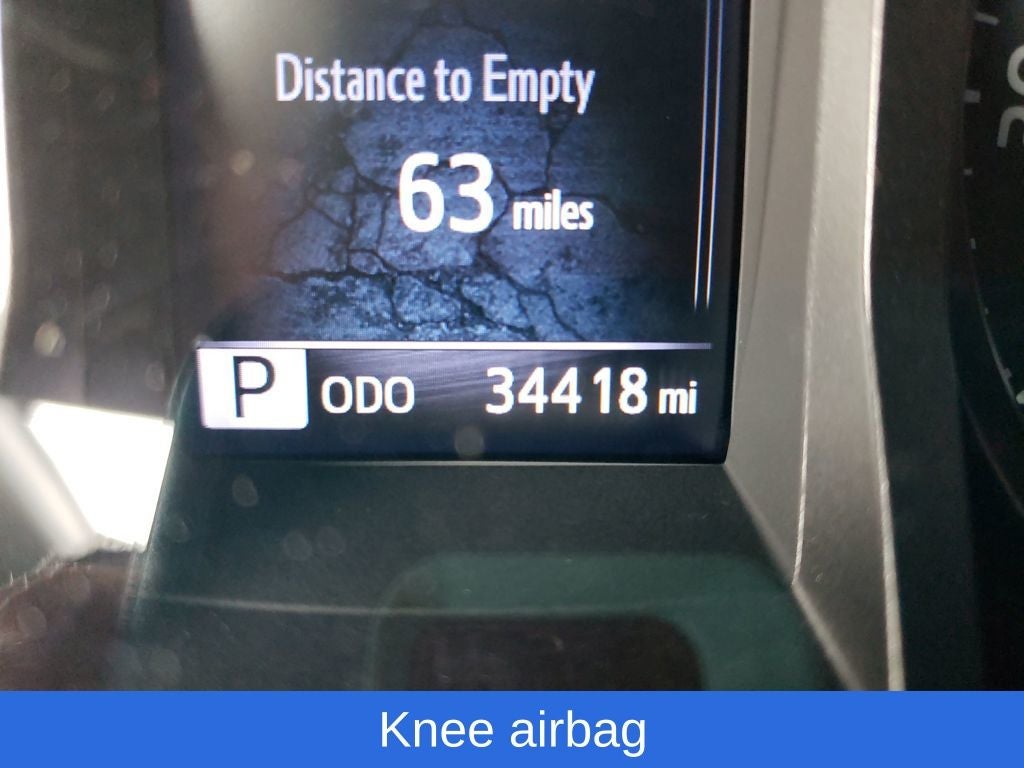 Distance to Empty
63 miles
P ODO 34418 mi
Knee airbag